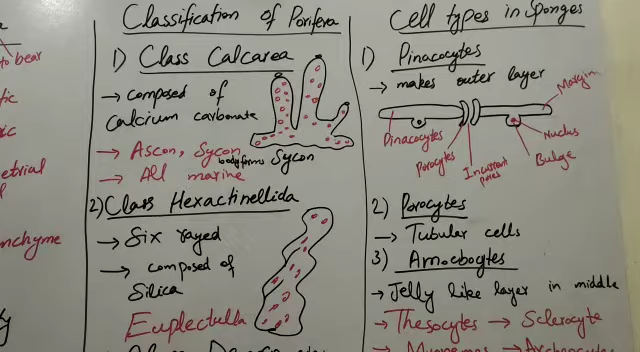 to bear
tic
ic
etrial
nchyme
Classification of Porifera
1) Class Calcarea
→ composed of
Calcium carbonate
→ Ascon, Sycon
body forms
Sycon
→ All marine
2) Class Hexactinellida
→ Six rayed
→ composed of
Silica
Euplectella
Cell types in Sponges
1) Pinacocytes
→ makes outer layer
Margin
Pinacocytes
Porocytes
Incurrent
pores
Nucleus
Bulge
2) Porocytes
→ Tubular cells
3) Amoebocytes
→ Jelly like layer in middle
→ Thesocytes → Sclerocyte